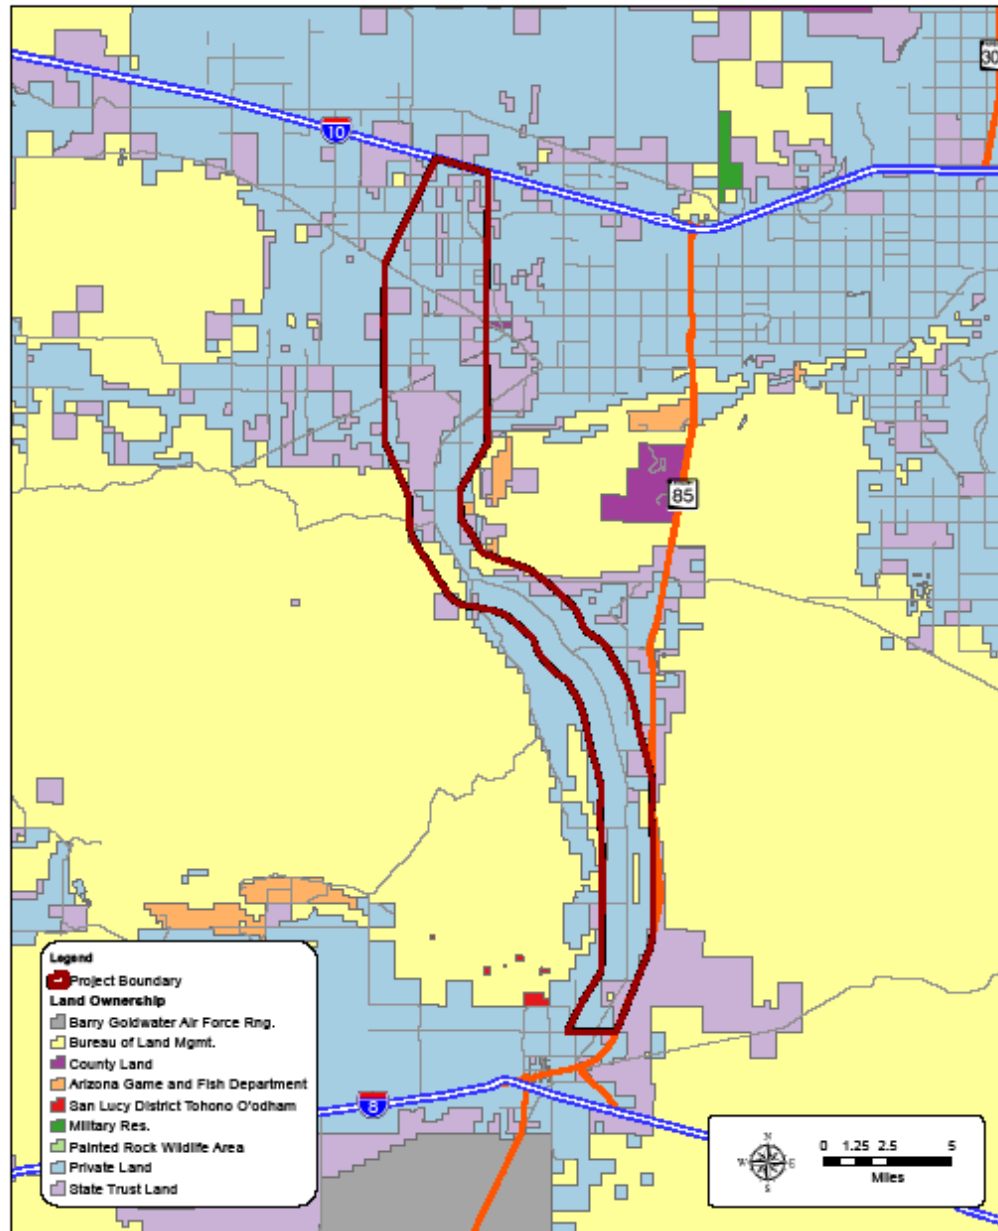 30
10
85
Legend
Project Boundary
Land Ownership
Barry Goldwater Air Force Rng.
Bureau of Land Mgmt.
County Land
Arizona Game and Fish Department
San Lucy District Tohono O'odham
Military Res.
Painted Rock Wildlife Area
Private Land
State Trust Land
8
N
W E
S
0 1.25 2.5 5
Miles